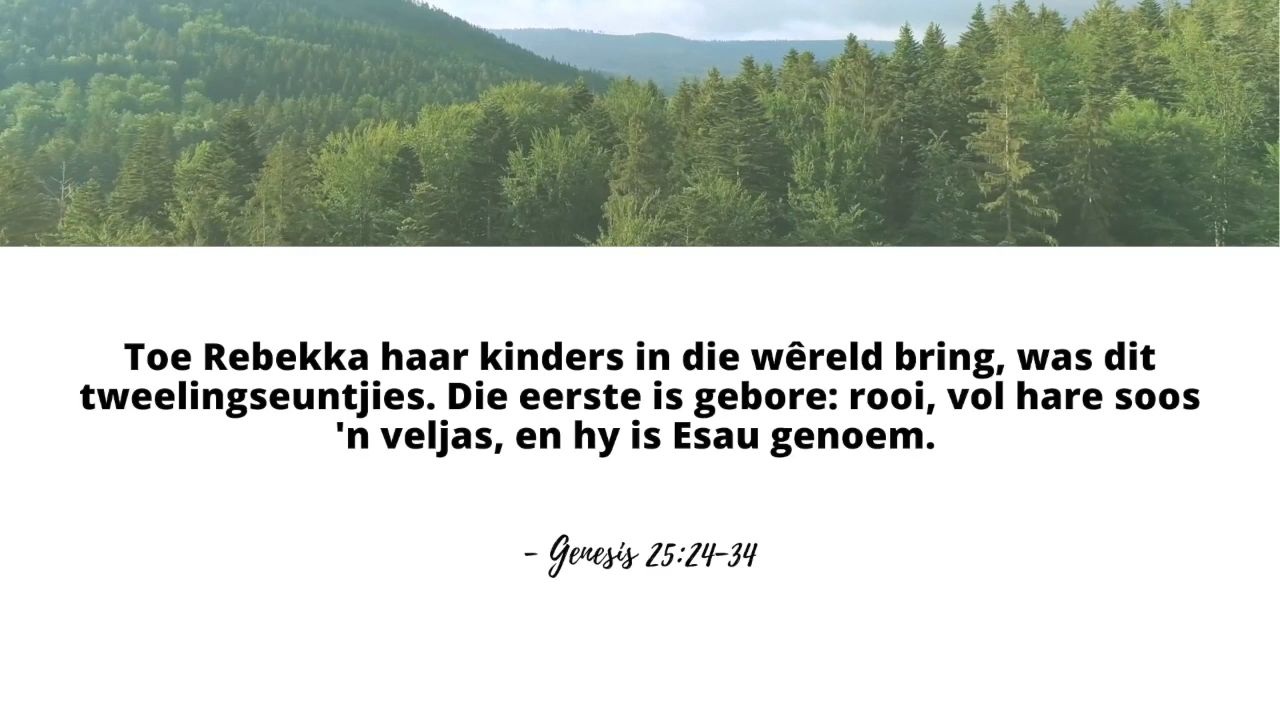 Toe Rebekka haar kinders in die wêreld bring, was dit
tweelingseuntjies. Die eerste is gebore: rooi, vol hare soos
'n veljas, en hy is Esau genoem.
- Genesis 25:24-34